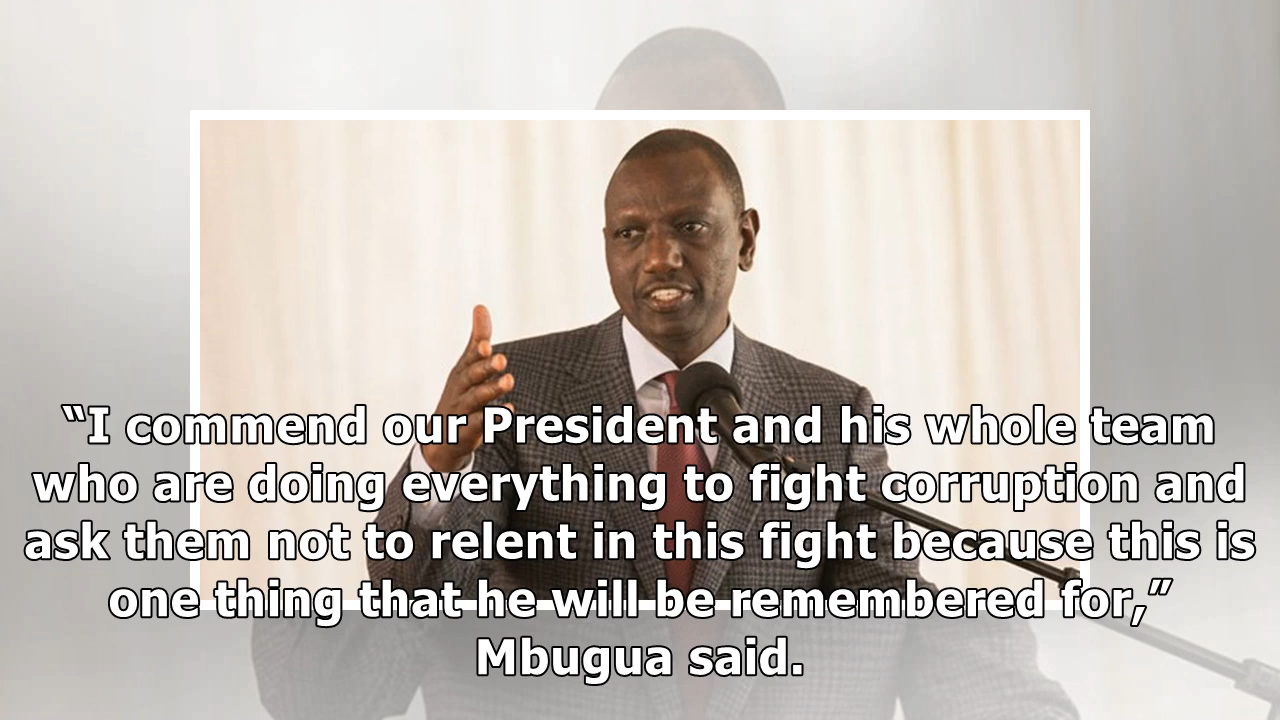 “I commend our President and his whole team
who are doing everything to fight corruption and
ask them not to relent in this fight because this is
one thing that he will be remembered for,”
Mbugua said.